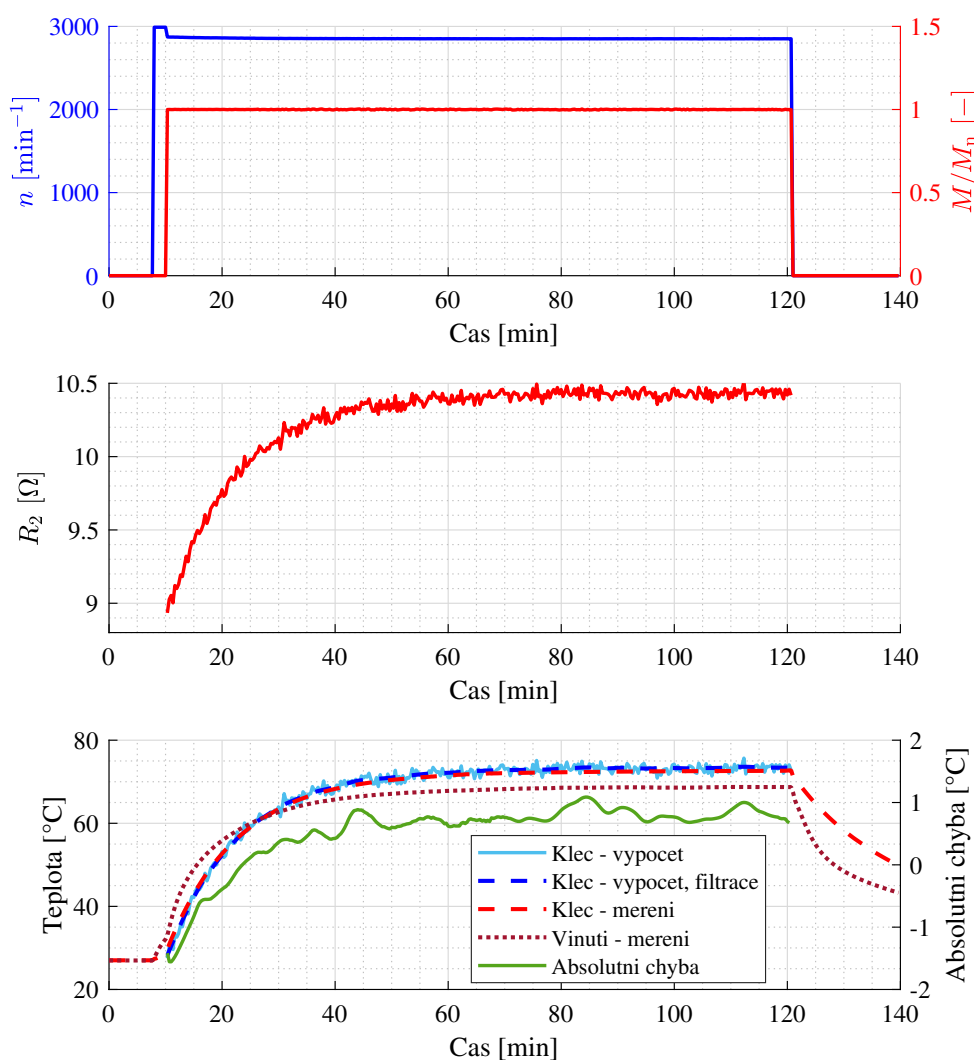 3000
2000
1000
0
n [min⁻¹]
1.5
1
0.5
0
M/Mₙ [−]
0 20 40 60 80 100 120 140
Cas [min]
10.5
10
9.5
9
R₂ [Ω]
0 20 40 60 80 100 120 140
Cas [min]
80
60
40
20
Teplota [°C]
2
1
0
-1
-2
Absolutni chyba [°C]
Klec - vypocet
Klec - vypocet, filtrace
Klec - mereni
Vinuti - mereni
Absolutni chyba
0 20 40 60 80 100 120 140
Cas [min]